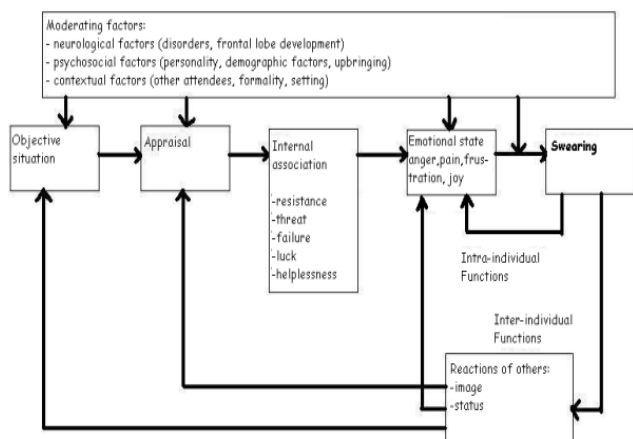 Moderating factors:
- neurological factors (disorders, frontal lobe development)
- psychosocial factors (personality, demographic factors, upbringing)
- contextual factors (other attendees, formality, setting)
Objective
situation
Appraisal
Internal
association
-resistance
-threat
-failure
-luck
-helplessness
Emotional state
anger,pain,frus-
tration, joy
Swearing
Intra-individual
Functions
Inter-individual
Functions
Reactions of others:
-image
-status